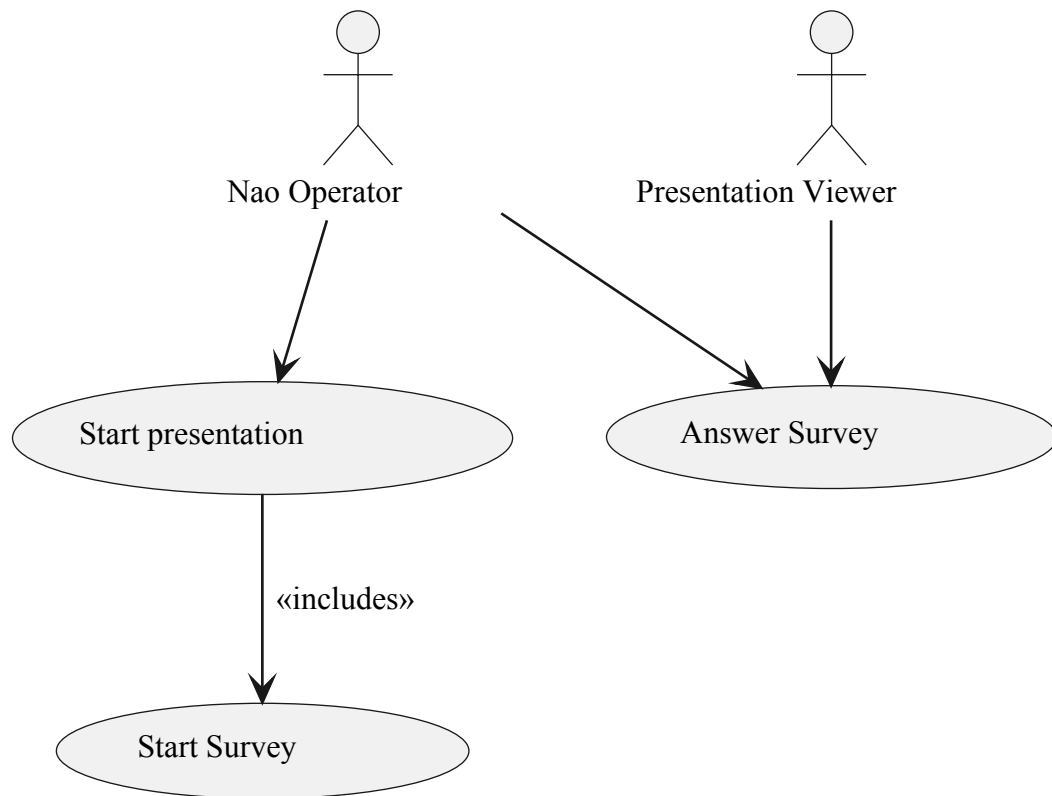 Nao Operator
Presentation Viewer
Start presentation
Answer Survey
«includes»
Start Survey